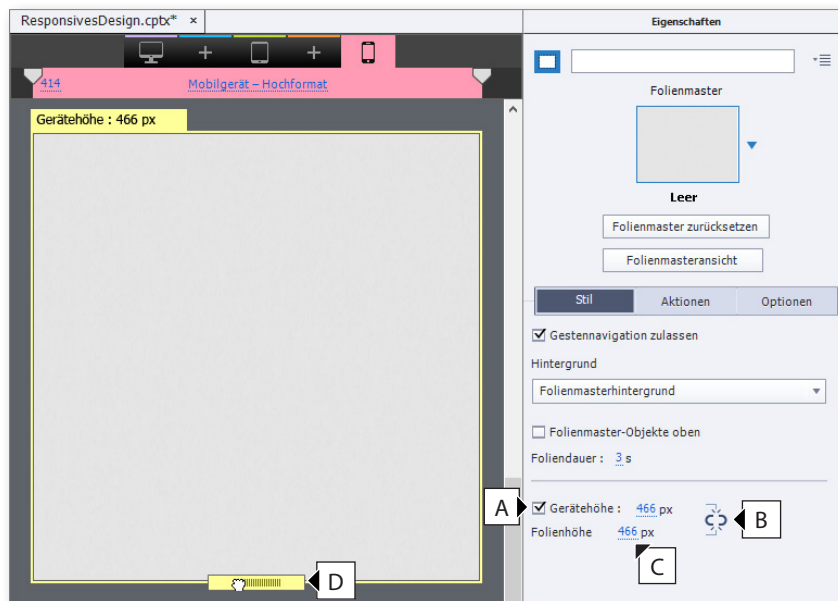 ResponsivesDesign.cptx* ×
414 Mobilgerät – Hochformat
Gerätehöhe : 466 px
D
Eigenschaften
Folienmaster
Leer
Folienmaster zurücksetzen
Folienmasteransicht
Stil Aktionen Optionen
Gestennavigation zulassen
Hintergrund
Folienmasterhintergrund
Folienmaster-Objekte oben
Foliendauer : 3 s
A Gerätehöhe : 466 px B
Folienhöhe 466 px
C